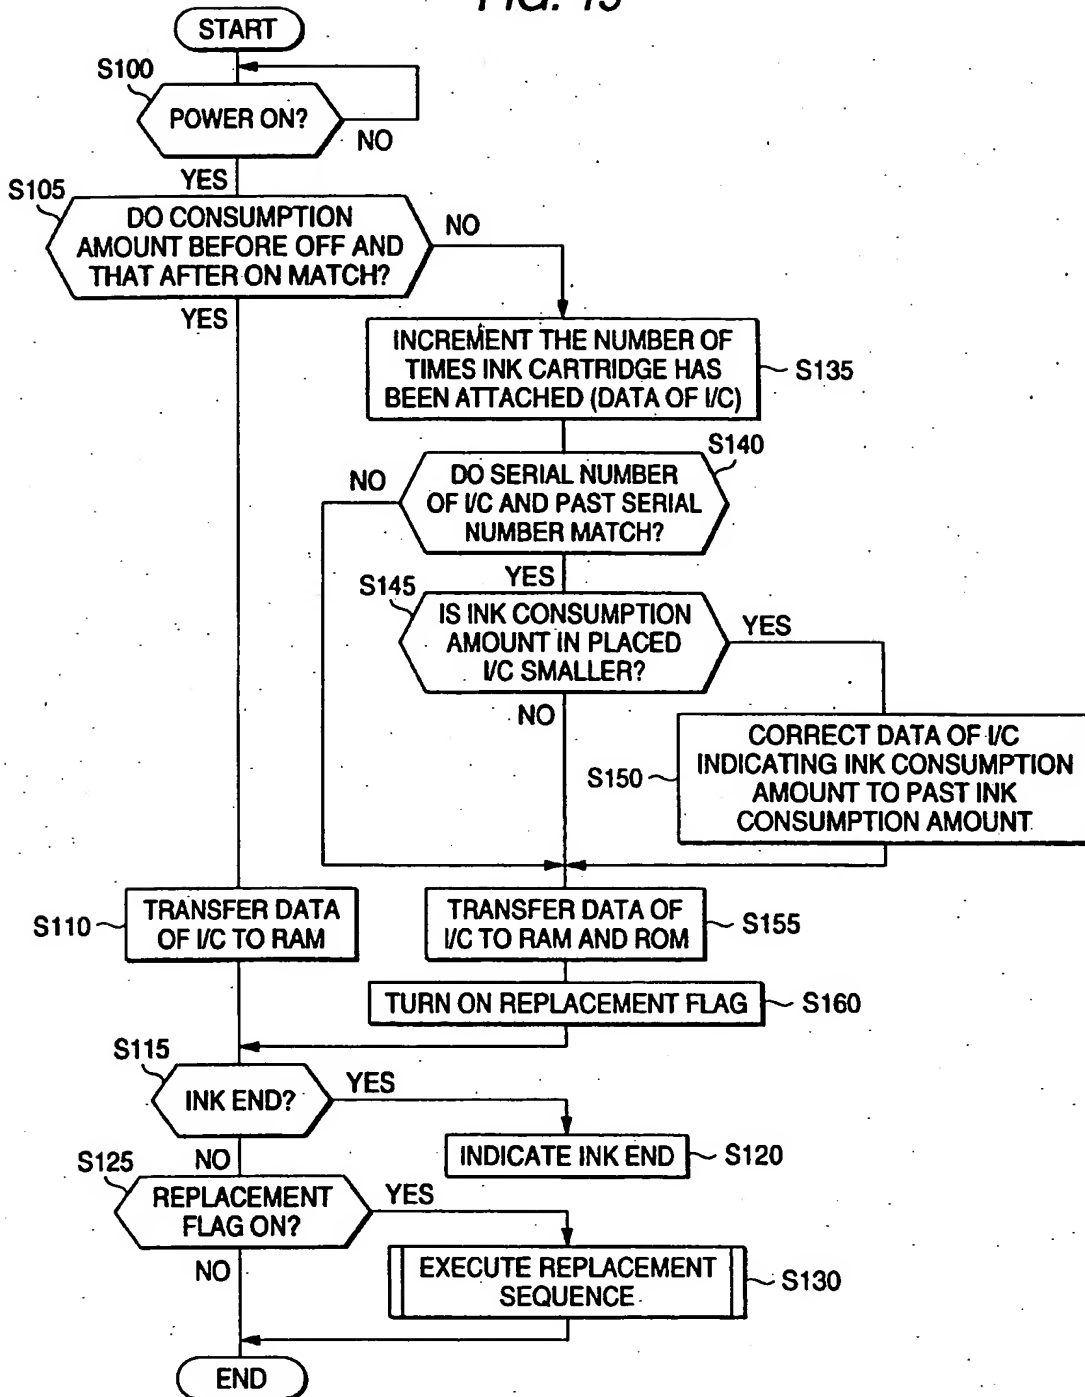 FIG. 15
START
S100
POWER ON?
NO
YES
S105
DO CONSUMPTION
AMOUNT BEFORE OFF AND
THAT AFTER ON MATCH?
NO
YES
INCREMENT THE NUMBER OF
TIMES INK CARTRIDGE HAS
BEEN ATTACHED (DATA OF I/C)
S135
S140
DO SERIAL NUMBER
OF I/C AND PAST SERIAL
NUMBER MATCH?
NO
YES
S145
IS INK CONSUMPTION
AMOUNT IN PLACED
I/C SMALLER?
YES
NO
S150
CORRECT DATA OF I/C
INDICATING INK CONSUMPTION
AMOUNT TO PAST INK
CONSUMPTION AMOUNT
S110
TRANSFER DATA
OF I/C TO RAM
TRANSFER DATA OF
I/C TO RAM AND ROM
S155
TURN ON REPLACEMENT FLAG
S160
S115
INK END?
YES
NO
INDICATE INK END
S120
S125
REPLACEMENT
FLAG ON?
YES
NO
EXECUTE REPLACEMENT
SEQUENCE
S130
END